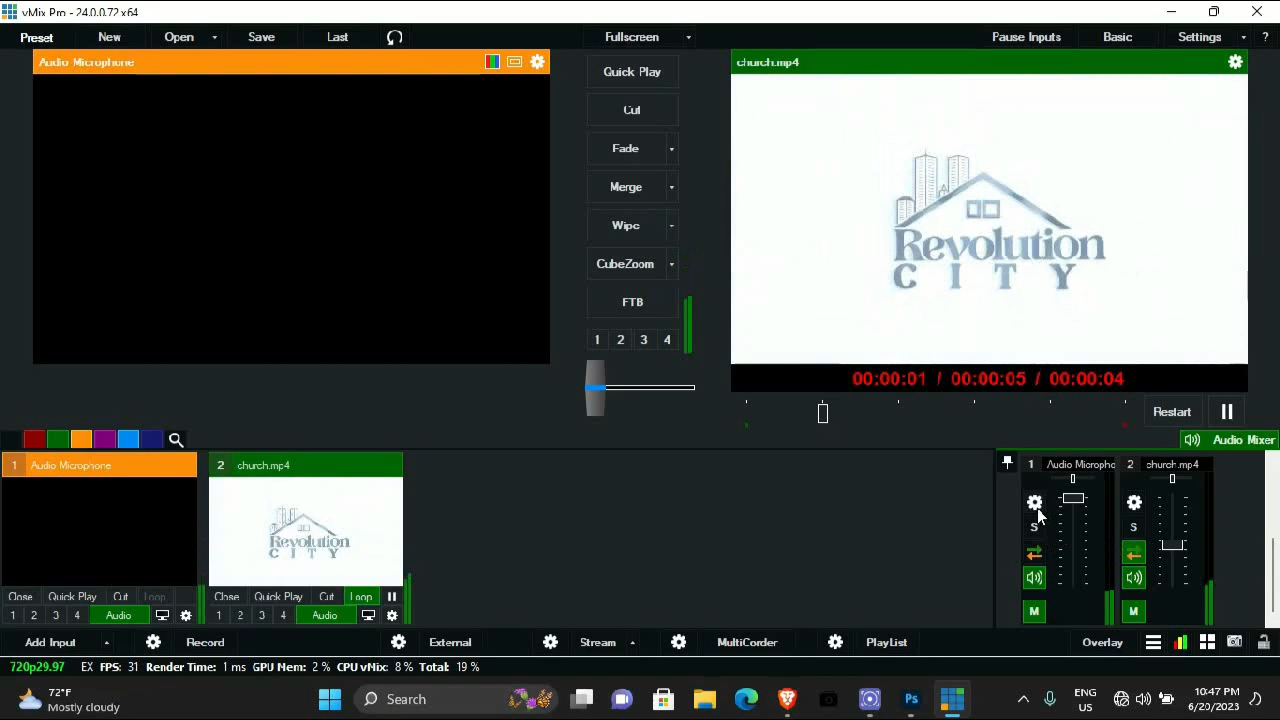 vMix Pro - 24.0.0.72 x64
Preset New Open Save Last Fullscreen Pause Inputs Basic Settings ?
Audio Microphone
Quick Play
Cut
Fade
Merge
Wipe
CubeZoom
FTB
1 2 3 4
church.mp4
Revolution
CITY
00:00:01 / 00:00:05 / 00:00:04
Restart
Audio Mixer
1 Audio Microphone
2 church.mp4
Revolution
CITY
Close Quick Play Cut Loop
1 2 3 4 Audio
Close Quick Play Cut Loop
1 2 3 4 Audio
1 Audio Micropho
S
M
2 church.mp4
S
M
Add Input Record External Stream MultiCorder PlayList Overlay
720p29.97 EX FPS: 31 Render Time: 1 ms GPU Mem: 2 % CPU vMix: 8 % Total: 19 %
72°F
Mostly cloudy
Search
Ps
ENG
US
10:47 PM
6/20/2023